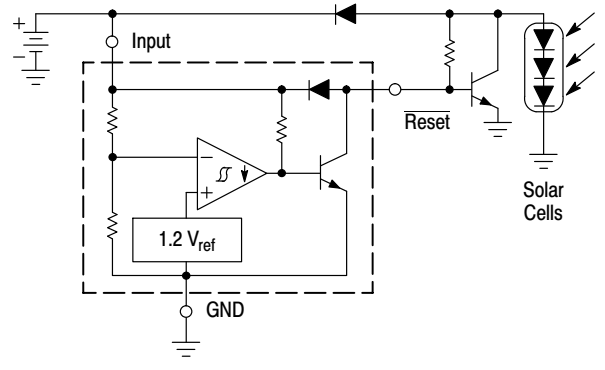 +
−
Input
Reset
−
+
1.2 Vref
Solar
Cells
GND